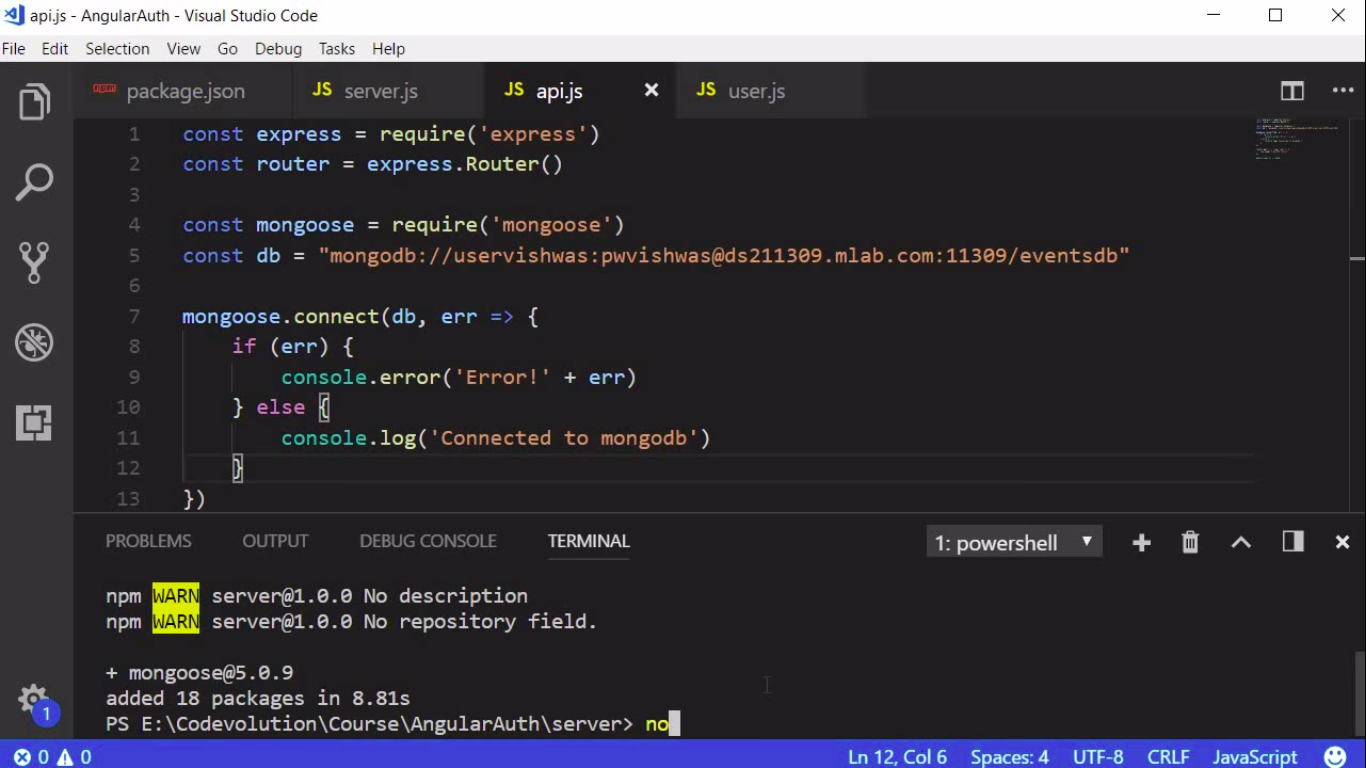 api.js - AngularAuth - Visual Studio Code
File Edit Selection View Go Debug Tasks Help
npm package.json JS server.js JS api.js JS user.js
1 const express = require('express')
2 const router = express.Router()
3
4 const mongoose = require('mongoose')
5 const db = "mongodb://uservishwas:pwvishwas@ds211309.mlab.com:11309/eventsdb"
6
7 mongoose.connect(db, err => {
8 if (err) {
9 console.error('Error!' + err)
10 } else {
11 console.log('Connected to mongodb')
12 }
13 })
PROBLEMS OUTPUT DEBUG CONSOLE TERMINAL 1: powershell
npm WARN server@1.0.0 No description
npm WARN server@1.0.0 No repository field.
+ mongoose@5.0.9
added 18 packages in 8.81s
PS E:\Codevolution\Course\AngularAuth\server> no
1
0 0 Ln 12, Col 6 Spaces: 4 UTF-8 CRLF JavaScript